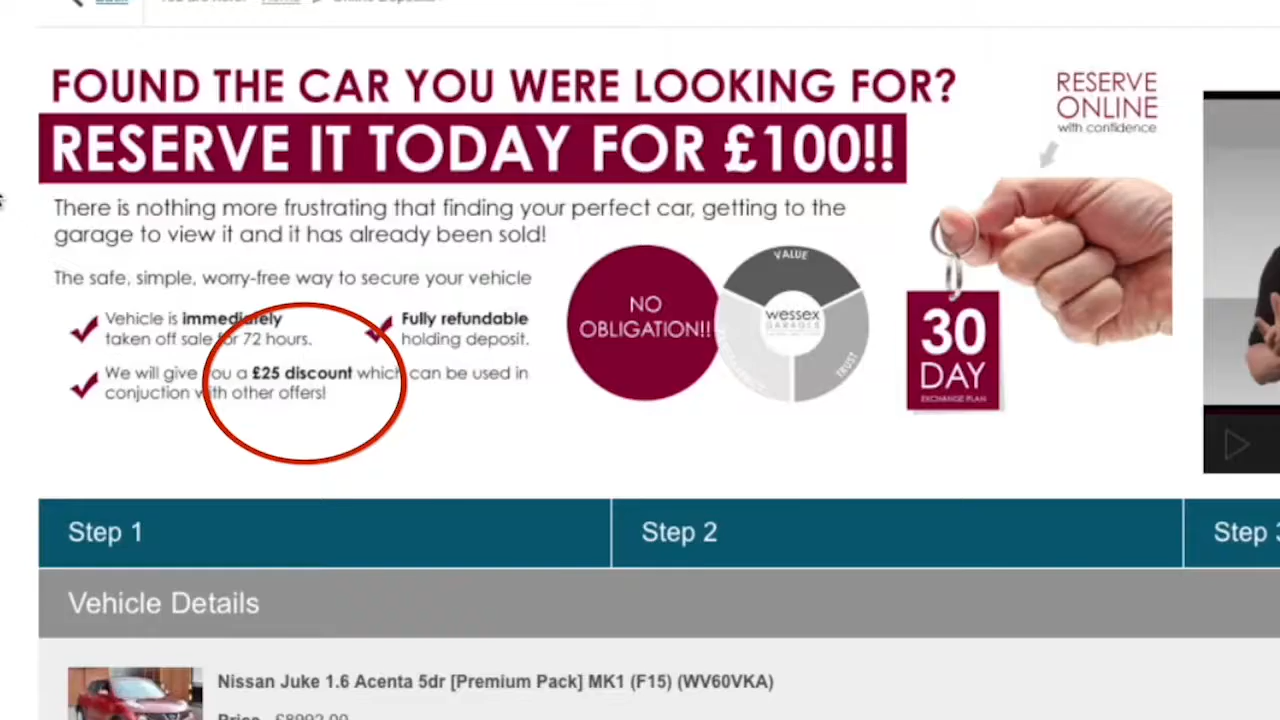 FOUND THE CAR YOU WERE LOOKING FOR?
RESERVE IT TODAY FOR £100!!
RESERVE
ONLINE
with confidence
There is nothing more frustrating that finding your perfect car, getting to the
garage to view it and it has already been sold!
The safe, simple, worry-free way to secure your vehicle
Vehicle is immediately
taken off sale for 72 hours.
Fully refundable
holding deposit.
We will give you a £25 discount which can be used in
conjuction with other offers!
NO
OBLIGATION!!
VALUE
wessex
GARAGES
TRUST
30
DAY
EXCHANGE PLAN
Step 1
Step 2
Step
Vehicle Details
Nissan Juke 1.6 Acenta 5dr [Premium Pack] MK1 (F15) (WV60VKA)